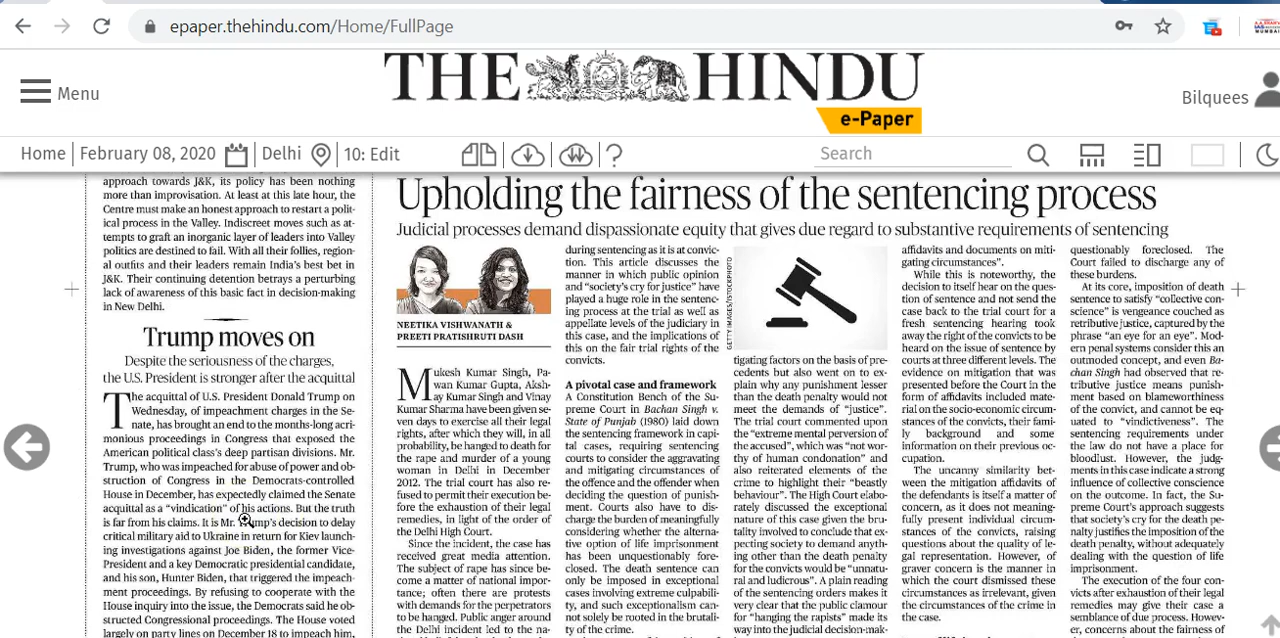 epaper.thehindu.com/Home/FullPage
Menu
THE HINDU
e-Paper
Bilquees
Home | February 08, 2020
Delhi
10: Edit
Search
approach towards J&K, its policy has been nothing
more than improvisation. At least at this late hour, the
Centre must make an honest approach to restart a polit-
ical process in the Valley. Indiscreet moves such as at-
tempts to graft an inorganic layer of leaders into Valley
politics are destined to fail. With all their follies, region-
al outfits and their leaders remain India's best bet in
J&K. Their continuing detention betrays a perturbing
lack of awareness of this basic fact in decision-making
in New Delhi.
Trump moves on
Despite the seriousness of the charges,
the U.S. President is stronger after the acquittal
The acquittal of U.S. President Donald Trump on
Wednesday, of impeachment charges in the Se-
nate, has brought an end to the months-long acri-
monious proceedings in Congress that exposed the
American political class's deep partisan divisions. Mr.
Trump, who was impeached for abuse of power and ob-
struction of Congress in the Democrats-controlled
House in December, has expectedly claimed the Senate
acquittal as a “vindication” of his actions. But the truth
is far from his claims. It is Mr. Trump's decision to delay
critical military aid to Ukraine in return for Kiev launch-
ing investigations against Joe Biden, the former Vice-
President and a key Democratic presidential candidate,
and his son, Hunter Biden, that triggered the impeach-
ment proceedings. By refusing to cooperate with the
House inquiry into the issue, the Democrats said he ob-
structed Congressional proceedings. The House voted
largely on party lines on December 18 to impeach him,
Upholding the fairness of the sentencing process
Judicial processes demand dispassionate equity that gives due regard to substantive requirements of sentencing
NEETIKA VISHWANATH &
PREETI PRATISHRUTI DASH
Mukesh Kumar Singh, Pa-
wan Kumar Gupta, Aksh-
ay Kumar Singh and Vinay
Kumar Sharma have been given se-
ven days to exercise all their legal
rights, after which they will, in all
probability, be hanged to death for
the rape and murder of a young
woman in Delhi in December
2012. The trial court has also re-
fused to permit their execution be-
fore the exhaustion of their legal
remedies, in light of the order of
the Delhi High Court.
Since the incident, the case has
received great media attention.
The subject of rape has since be-
come a matter of national impor-
tance; often there are protests
with demands for the perpetrators
to be hanged. Public anger around
the Delhi incident led to the na-
during sentencing as it is at convic-
tion. This article discusses the
manner in which public opinion
and “society's cry for justice” have
played a huge role in the sentenc-
ing process at the trial as well as
appellate levels of the judiciary in
this case, and the implications of
this on the fair trial rights of the
convicts.
A pivotal case and framework
A Constitution Bench of the Su-
preme Court in Bachan Singh v.
State of Punjab (1980) laid down
the sentencing framework in capi-
tal cases, requiring sentencing
courts to consider the aggravating
and mitigating circumstances of
the offence and the offender when
deciding the question of punish-
ment. Courts also have to dis-
charge the burden of meaningfully
considering whether the alterna-
tive option of life imprisonment
has been unquestionably fore-
closed. The death sentence can
only be imposed in exceptional
cases involving extreme culpabili-
ty, and such exceptionalism can-
not solely be rooted in the brutali-
ty of the crime.
GETTY IMAGES/ISTOCKPHOTO
tigating factors on the basis of pre-
cedents but also went on to ex-
plain why any punishment lesser
than the death penalty would not
meet the demands of “justice”.
The trial court commented upon
the “extreme mental perversion of
the accused”, which was “not wor-
thy of human condonation” and
also reiterated elements of the
crime to highlight their “beastly
behaviour”. The High Court elabo-
rately discussed the exceptional
nature of this case given the bru-
tality involved to conclude that ex-
pecting society to demand anyth-
ing other than the death penalty
for the convicts would be “unnatu-
ral and ludicrous”. A plain reading
of the sentencing orders makes it
very clear that the public clamour
for “hanging the rapists” made its
way into the judicial decision-mak-
affidavits and documents on miti-
gating circumstances”.
While this is noteworthy, the
decision to itself hear on the ques-
tion of sentence and not send the
case back to the trial court for a
fresh sentencing hearing took
away the right of the convicts to be
heard on the issue of sentence by
courts at three different levels. The
evidence on mitigation that was
presented before the Court in the
form of affidavits included mate-
rial on the socio-economic circum-
stances of the convicts, their fami-
ly background and some
information on their previous oc-
cupation.
The uncanny similarity bet-
ween the mitigation affidavits of
the defendants is itself a matter of
concern, as it does not meaning-
fully present individual circum-
stances of the convicts, raising
questions about the quality of le-
gal representation. However, of
graver concern is the manner in
which the court dismissed these
circumstances as irrelevant, given
the circumstances of the crime in
the case.
questionably foreclosed. The
Court failed to discharge any of
these burdens.
At its core, imposition of death
sentence to satisfy “collective con-
science” is vengeance couched as
retributive justice, captured by the
phrase “an eye for an eye”. Mod-
ern penal systems consider this an
outmoded concept, and even Ba-
chan Singh had observed that re-
tributive justice means punish-
ment based on blameworthiness
of the convict, and cannot be eq-
uated to “vindictiveness”. The
sentencing requirements under
the law do not have a place for
bloodlust. However, the judg-
ments in this case indicate a strong
influence of collective conscience
on the outcome. In fact, the Su-
preme Court's approach suggests
that society's cry for the death pe-
nalty justifies the imposition of the
death penalty, without adequately
dealing with the question of life
imprisonment.
The execution of the four con-
victs after exhaustion of their legal
remedies may give their case a
semblance of due process. Howev-
er, concerns about the fairness of